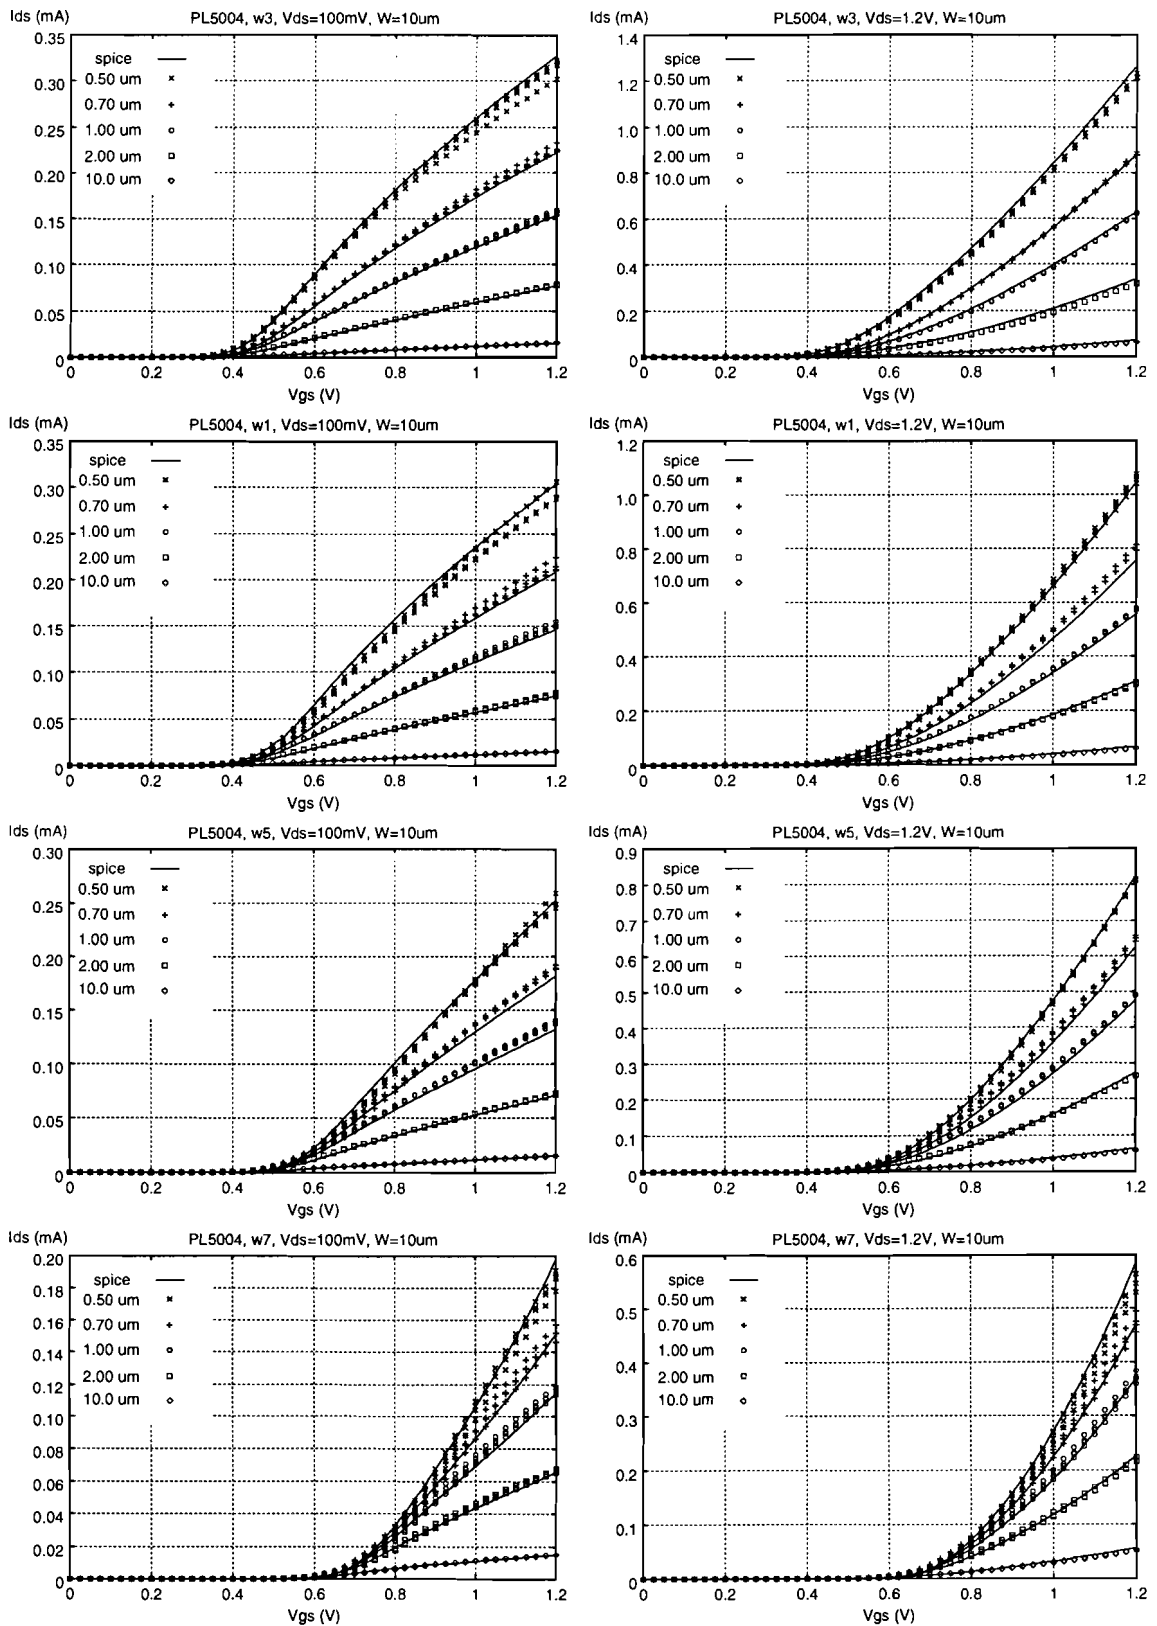 Ids (mA) PL5004, w3, Vds=100mV, W=10um
0.35
0.30
0.25
0.20
0.15
0.10
0.05
0
spice
0.50 um
0.70 um
1.00 um
2.00 um
10.0 um
0 0.2 0.4 0.6 0.8 1 1.2
Vgs (V)
Ids (mA) PL5004, w3, Vds=1.2V, W=10um
1.4
1.2
1.0
0.8
0.6
0.4
0.2
0
spice
0.50 um
0.70 um
1.00 um
2.00 um
10.0 um
0 0.2 0.4 0.6 0.8 1 1.2
Vgs (V)
Ids (mA) PL5004, w1, Vds=100mV, W=10um
0.35
0.30
0.25
0.20
0.15
0.10
0.05
0
spice
0.50 um
0.70 um
1.00 um
2.00 um
10.0 um
0 0.2 0.4 0.6 0.8 1 1.2
Vgs (V)
Ids (mA) PL5004, w1, Vds=1.2V, W=10um
1.2
1.0
0.8
0.6
0.4
0.2
0
spice
0.50 um
0.70 um
1.00 um
2.00 um
10.0 um
0 0.2 0.4 0.6 0.8 1 1.2
Vgs (V)
Ids (mA) PL5004, w5, Vds=100mV, W=10um
0.30
0.25
0.20
0.15
0.10
0.05
0
spice
0.50 um
0.70 um
1.00 um
2.00 um
10.0 um
0 0.2 0.4 0.6 0.8 1 1.2
Vgs (V)
Ids (mA) PL5004, w5, Vds=1.2V, W=10um
0.9
0.8
0.7
0.6
0.5
0.4
0.3
0.2
0.1
0
spice
0.50 um
0.70 um
1.00 um
2.00 um
10.0 um
0 0.2 0.4 0.6 0.8 1 1.2
Vgs (V)
Ids (mA) PL5004, w7, Vds=100mV, W=10um
0.20
0.18
0.16
0.14
0.12
0.10
0.08
0.06
0.04
0.02
0
spice
0.50 um
0.70 um
1.00 um
2.00 um
10.0 um
0 0.2 0.4 0.6 0.8 1 1.2
Vgs (V)
Ids (mA) PL5004, w7, Vds=1.2V, W=10um
0.6
0.5
0.4
0.3
0.2
0.1
0
spice
0.50 um
0.70 um
1.00 um
2.00 um
10.0 um
0 0.2 0.4 0.6 0.8 1 1.2
Vgs (V)